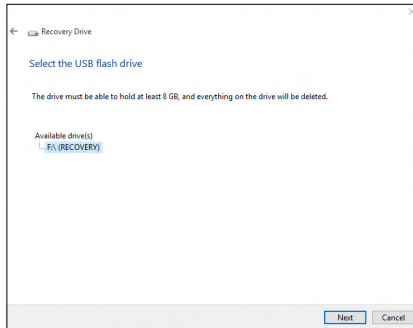 Recovery Drive
Select the USB flash drive
The drive must be able to hold at least 8 GB, and everything on the drive will be deleted.
Available drive(s)
F:\ (RECOVERY)
Next Cancel